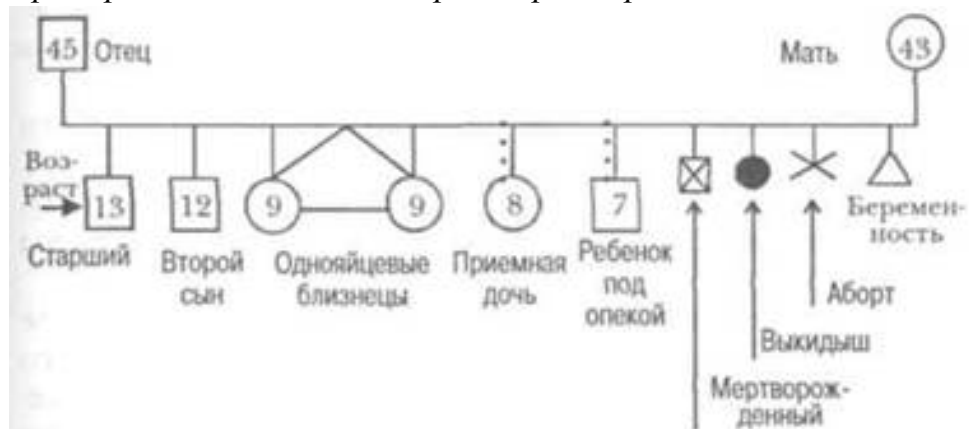 45 Отец
Мать 43
Воз-
раст
13
12
9
9
8
7
Старший
Второй
сын
Однояйцевые
близнецы
Приемная
дочь
Ребенок
под
опекой
Беремен-
ность
Аборт
Выкидыш
Мертворож-
денный